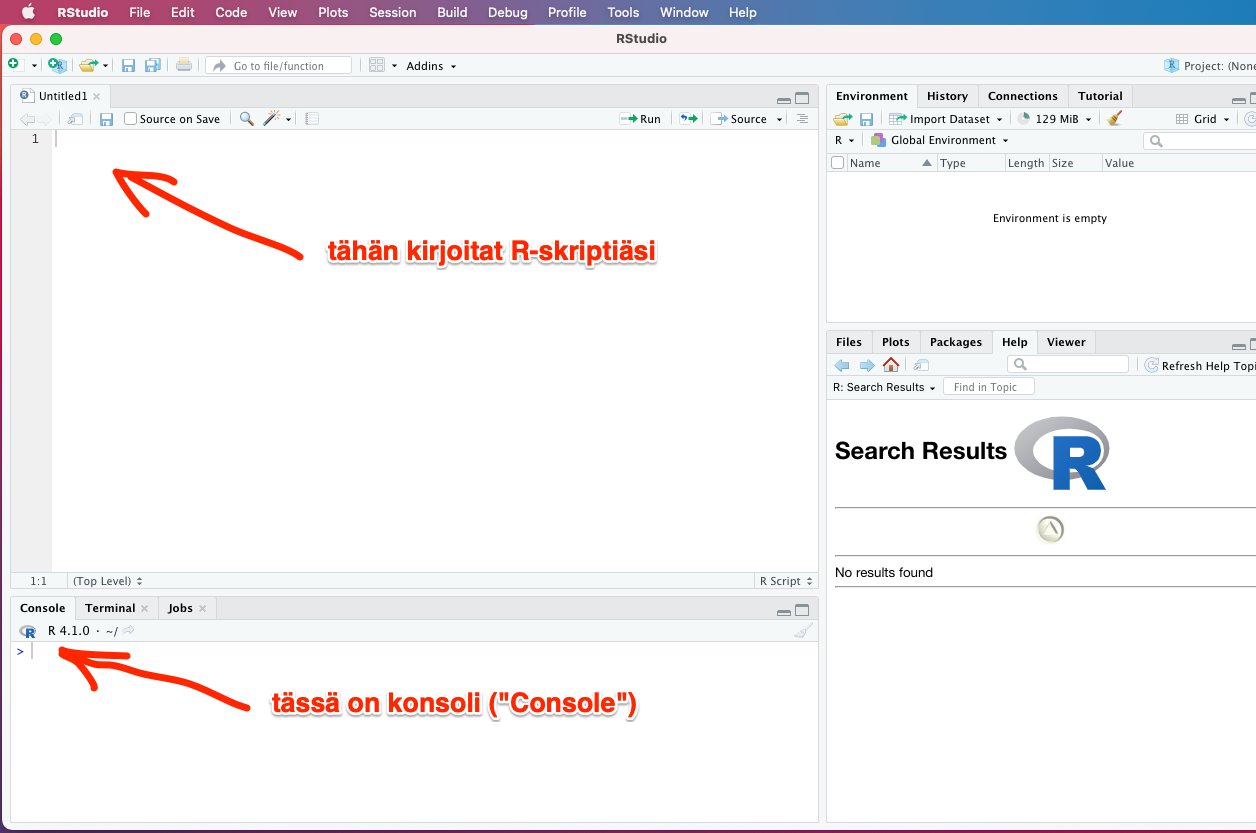 RStudio File Edit Code View Plots Session Build Debug Profile Tools Window Help
RStudio
Go to file/function Addins Project: (None
Untitled1
Source on Save Run Source
1
tähän kirjoitat R-skriptiäsi
1:1 (Top Level) R Script
Console Terminal Jobs
R 4.1.0 · ~/
>
tässä on konsoli ("Console")
Environment History Connections Tutorial
Import Dataset 129 MiB Grid
R Global Environment
Name Type Length Size Value
Environment is empty
Files Plots Packages Help Viewer
Refresh Help Topi
R: Search Results Find in Topic
Search Results R
No results found